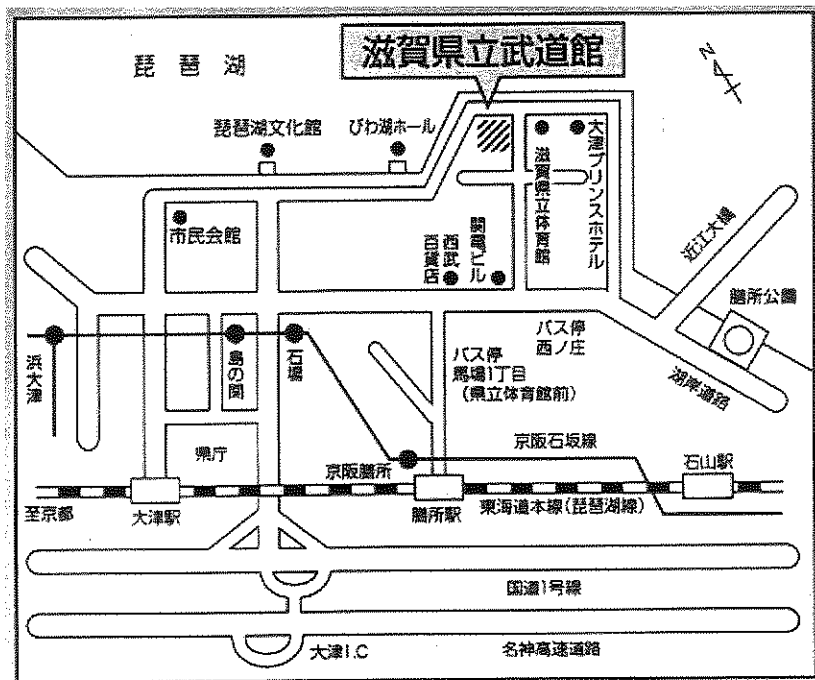 滋賀県立武道館
琵琶湖
N
琵琶湖文化館
びわ湖ホール
市民会館
滋賀県立体育館
大津プリンスホテル
西武
百貨店
関電ビル
近江大橋
膳所公園
湖岸道路
バス停
西ノ庄
バス停
馬場1丁目
(県立体育館前)
浜大津
島の関
石場
県庁
京阪膳所
京阪石坂線
石山駅
至京都
大津駅
膳所駅
東海道本線(琵琶湖線)
国道1号線
大津I.C
名神高速道路